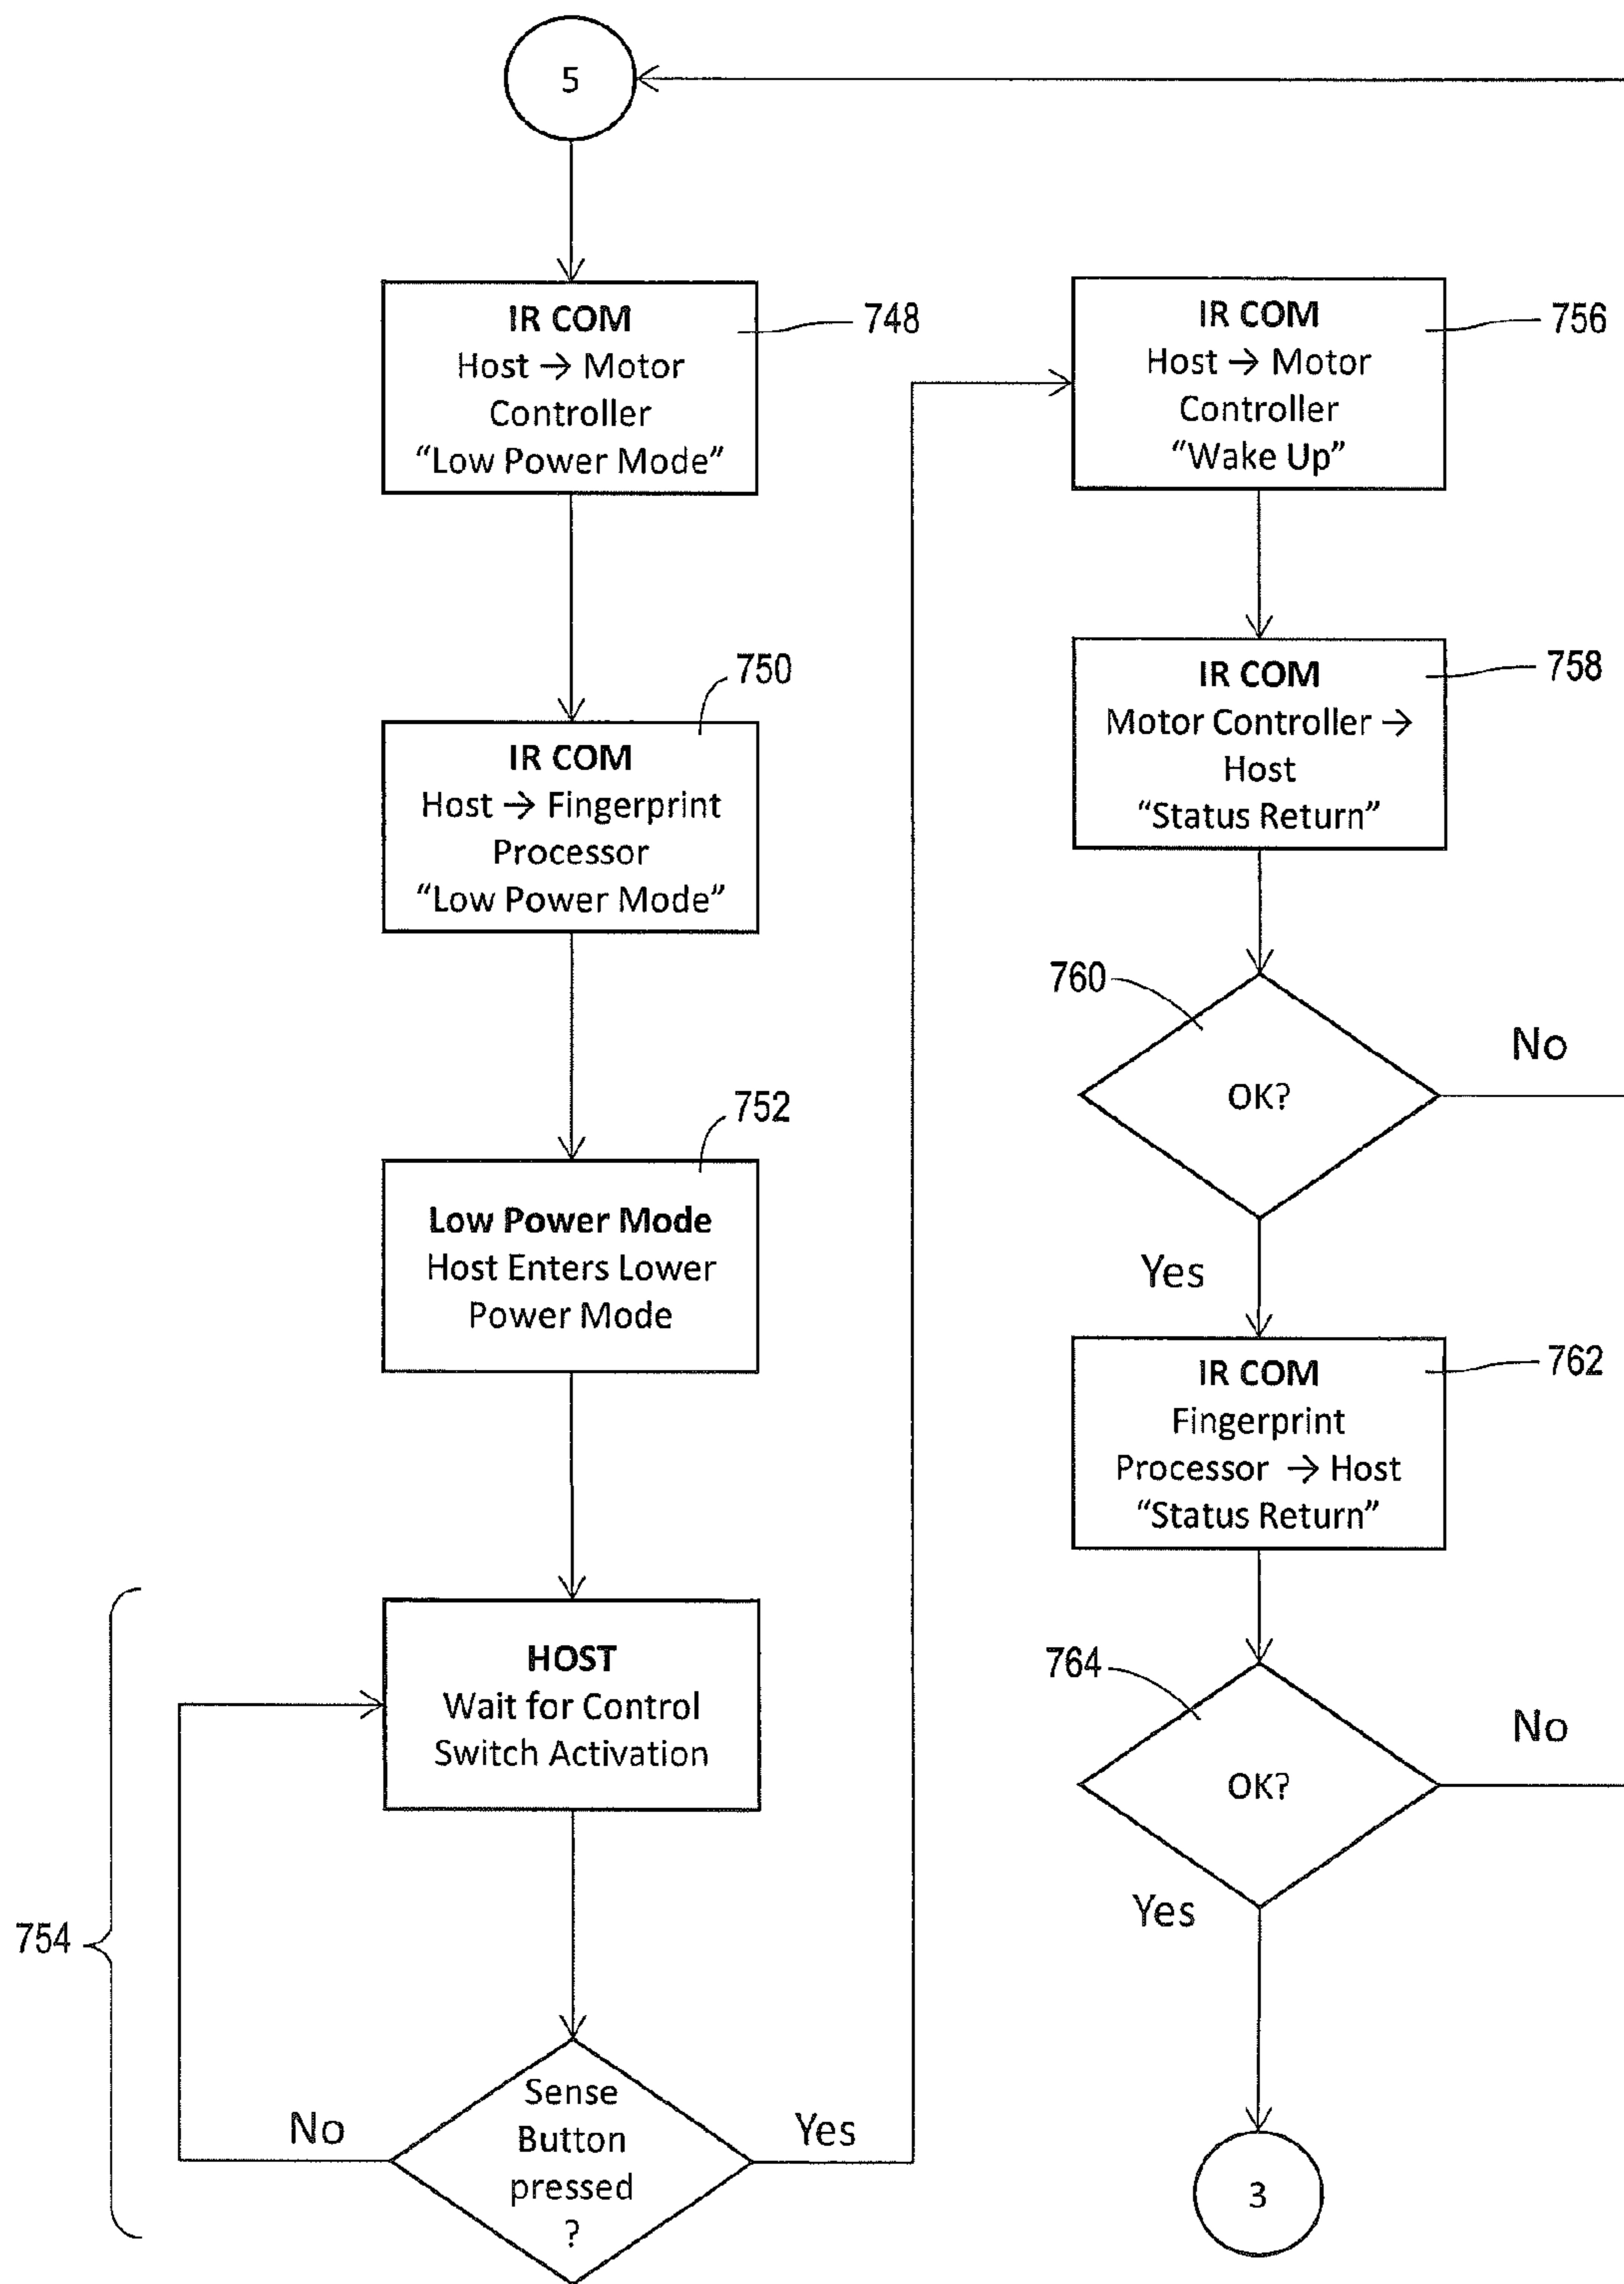 5
IR COM
Host → Motor
Controller
“Low Power Mode”
748
750
IR COM
Host → Fingerprint
Processor
“Low Power Mode”
752
Low Power Mode
Host Enters Lower
Power Mode
HOST
Wait for Control
Switch Activation
754
Sense
Button
pressed
?
No
Yes
IR COM
Host → Motor
Controller
“Wake Up”
756
IR COM
Motor Controller →
Host
“Status Return”
758
760
OK?
No
Yes
IR COM
Fingerprint
Processor → Host
“Status Return”
762
764
OK?
No
Yes
3